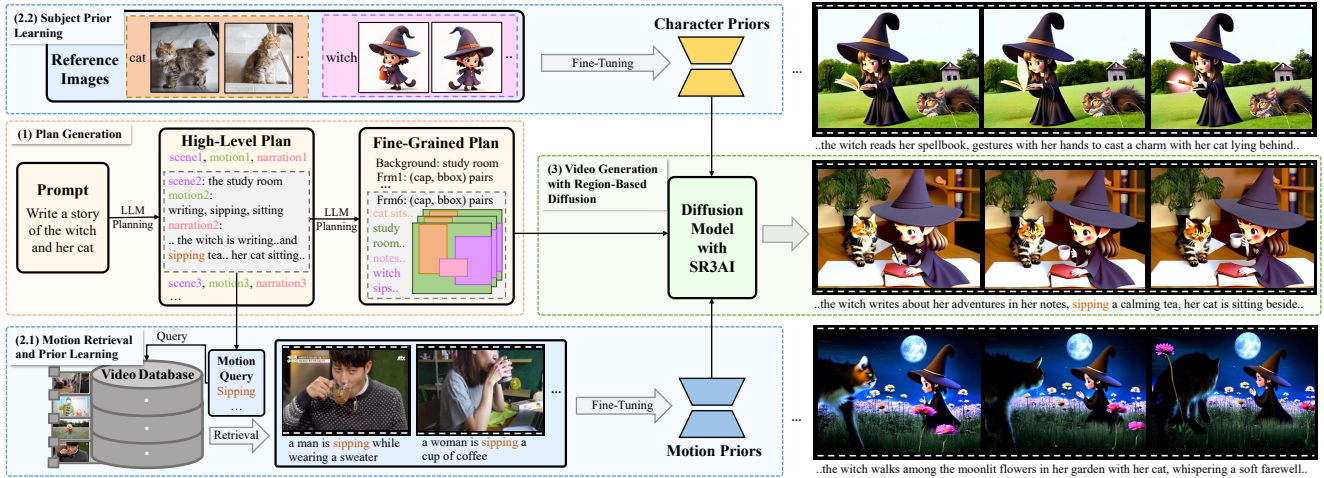 (2.2) Subject Prior
Learning
Reference
Images
cat
..
witch
..
Fine-Tuning
Character Priors
...
..the witch reads her spellbook, gestures with her hands to cast a charm with her cat lying behind..
(1) Plan Generation
Prompt
Write a story
of the witch
and her cat
LLM
Planning
High-Level Plan
scene1, motion1, narration1
scene2: the study room
motion2:
writing, sipping, sitting
narration2:
.. the witch is writing..and
sipping tea.. her cat sitting..
scene3, motion3, narration3
...
LLM
Planning
Fine-Grained Plan
Background: study room
Frm1: (cap, bbox) pairs
...
Frm6: (cap, bbox) pairs
cat sits..
study
room..
notes..
witch
sips..
(3) Video Generation
with Region-Based
Diffusion
Diffusion
Model
with
SR3AI
..the witch writes about her adventures in her notes, sipping a calming tea, her cat is sitting beside..
(2.1) Motion Retrieval
and Prior Learning
Query
Video Database
Motion
Query
Sipping
...
Retrieval
jtbc
a man is sipping while
wearing a sweater
a woman is sipping a
cup of coffee
...
Fine-Tuning
Motion Priors
...
..the witch walks among the moonlit flowers in her garden with her cat, whispering a soft farewell..